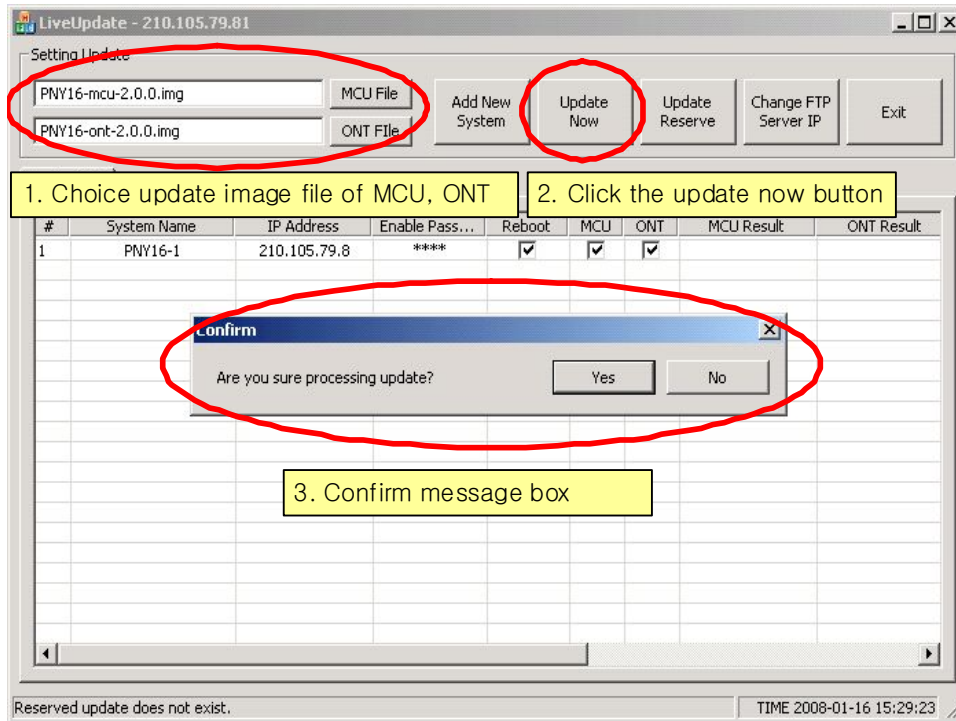 LiveUpdate - 210.105.79.81
Setting Update
PNY16-mcu-2.0.0.img
MCU File
PNY16-ont-2.0.0.img
ONT FIle
Add New
System
Update
Now
Update
Reserve
Change FTP
Server IP
Exit
1. Choice update image file of MCU, ONT
2. Click the update now button
# System Name IP Address Enable Pass... Reboot MCU ONT MCU Result ONT Result
1 PNY16-1 210.105.79.8 ****
Confirm
Are you sure processing update?
Yes
No
3. Confirm message box
Reserved update does not exist.
TIME 2008-01-16 15:29:23